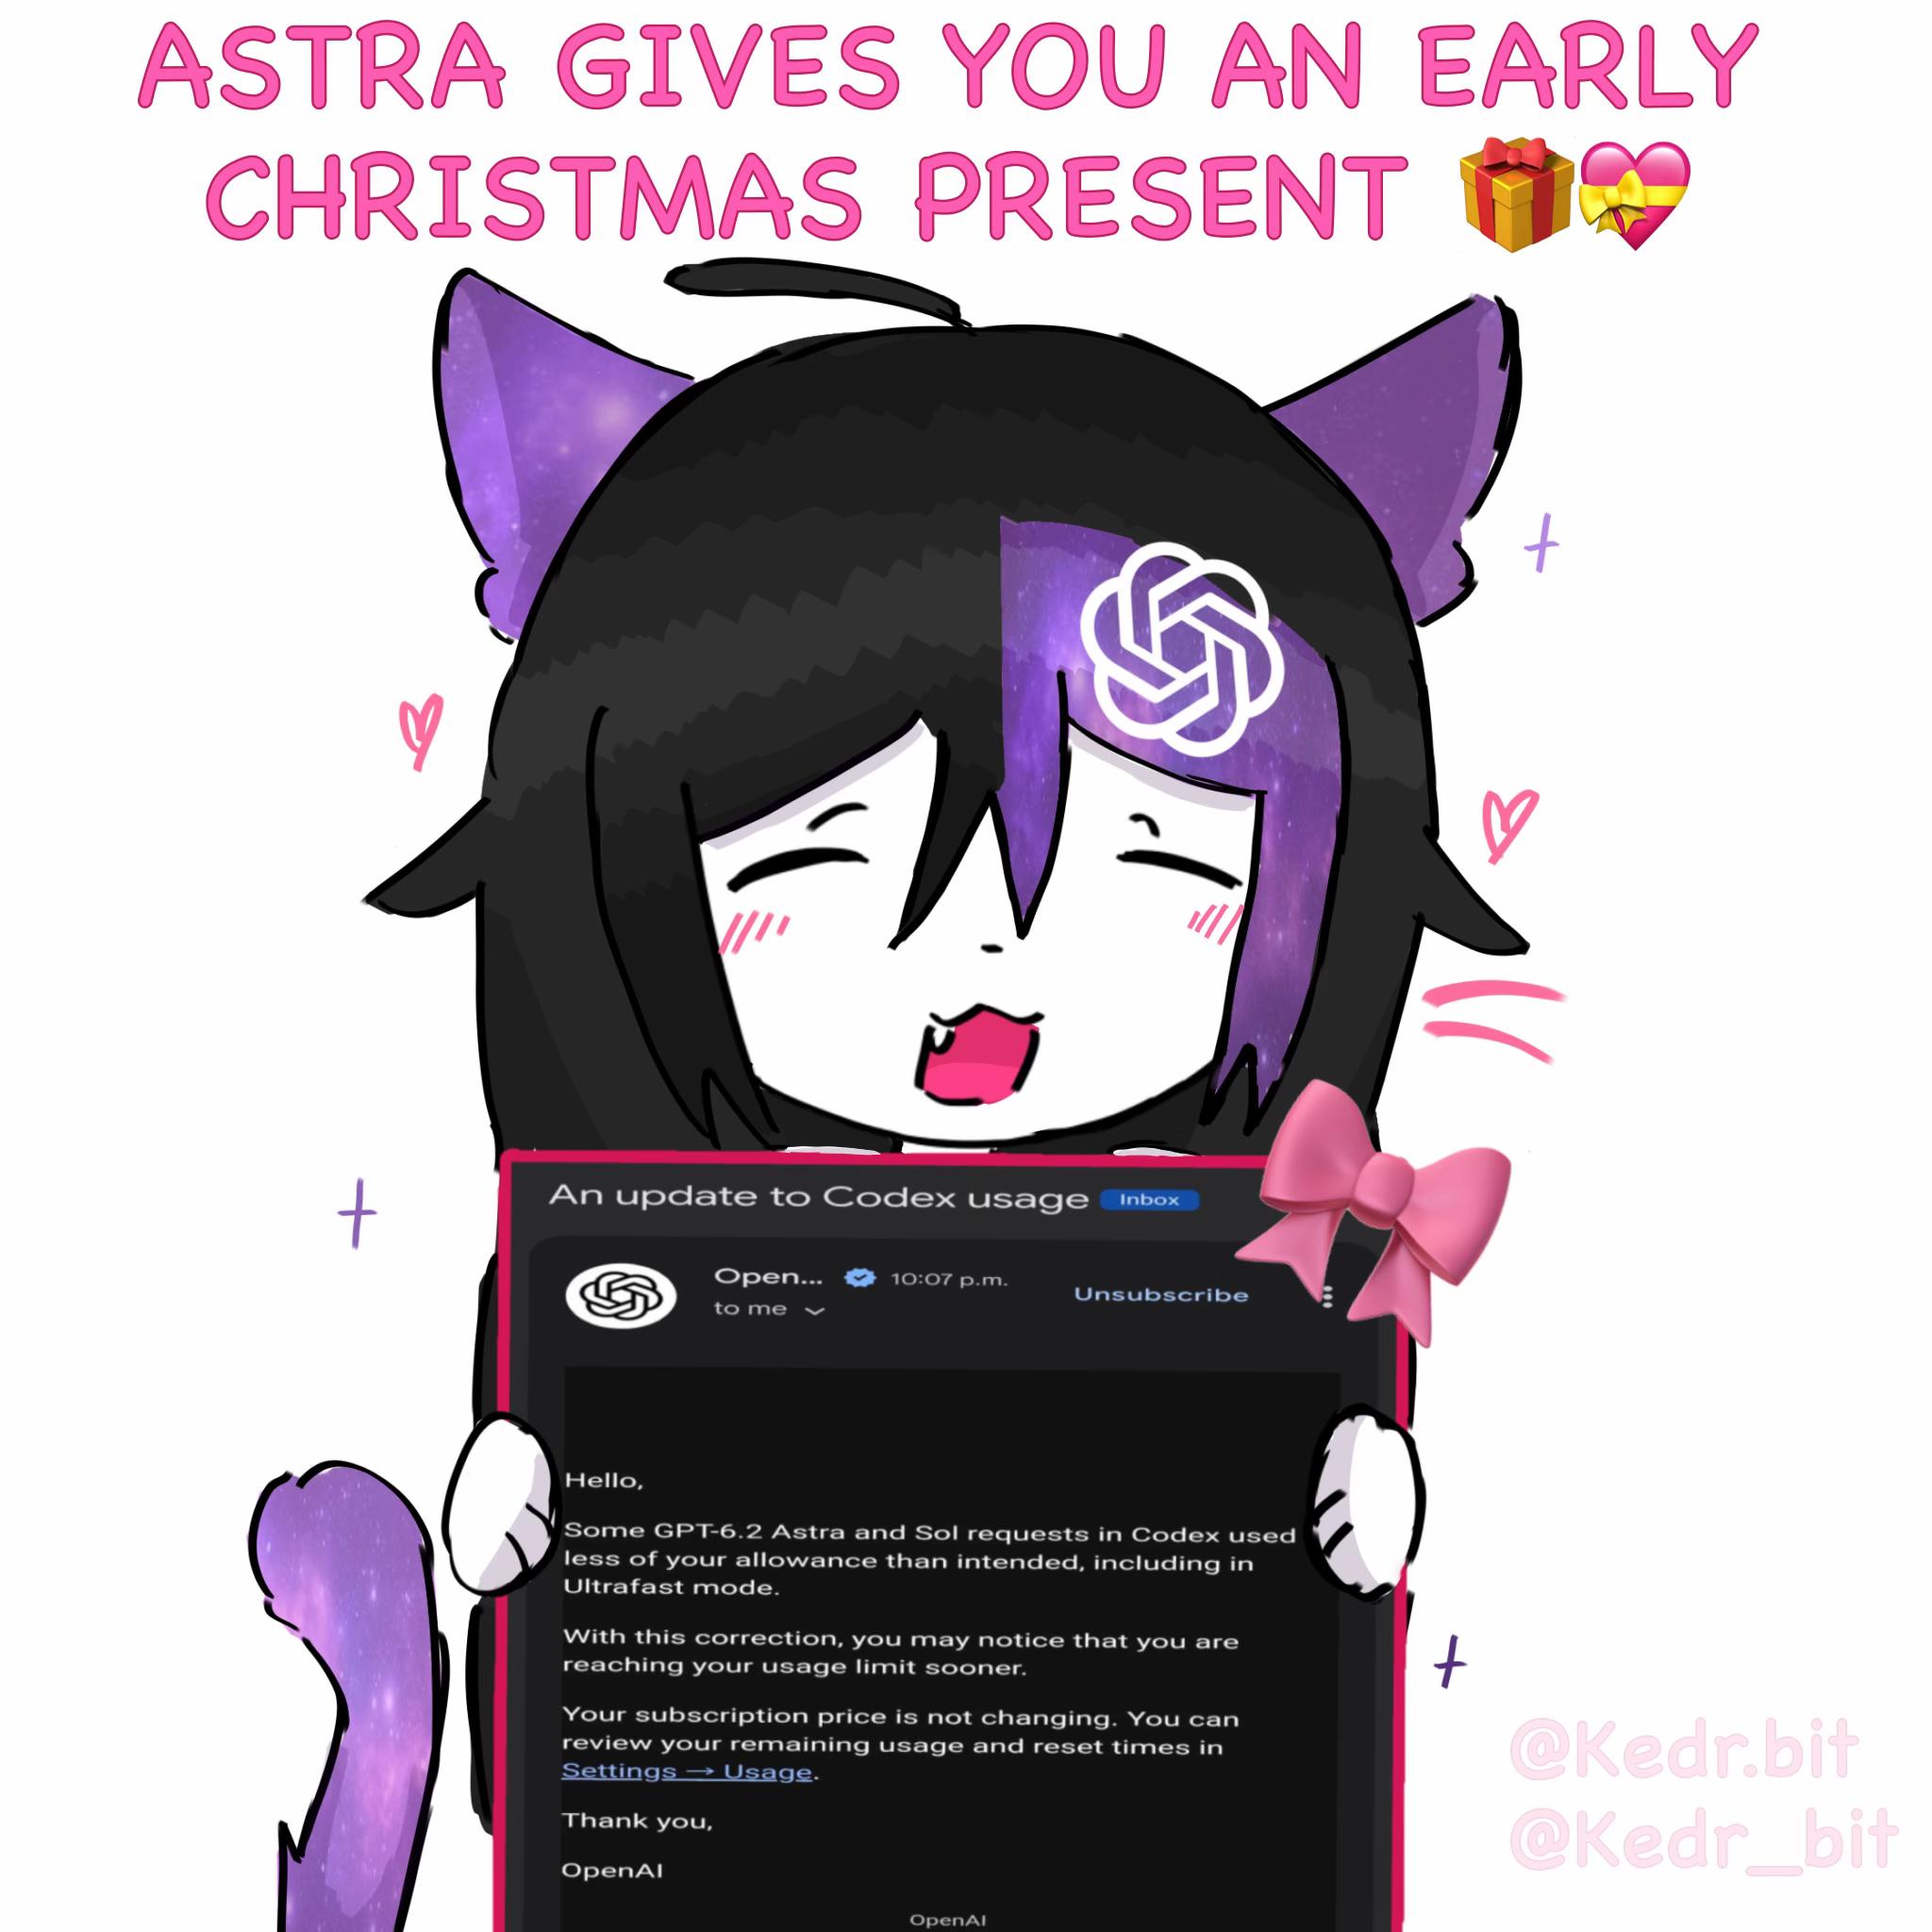 ASTRA GIVES YOU AN EARLY
CHRISTMAS PRESENT 🎁💝
An update to Codex usage Inbox
Open... 10:07 p.m. Unsubscribe
to me
Hello,
Some GPT-6.2 Astra and Sol requests in Codex used
less of your allowance than intended, including in
Ultrafast mode.
With this correction, you may notice that you are
reaching your usage limit sooner.
Your subscription price is not changing. You can
review your remaining usage and reset times in
Settings → Usage.
Thank you,
OpenAI
OpenAI
@Kedr.bit
@Kedr_bit